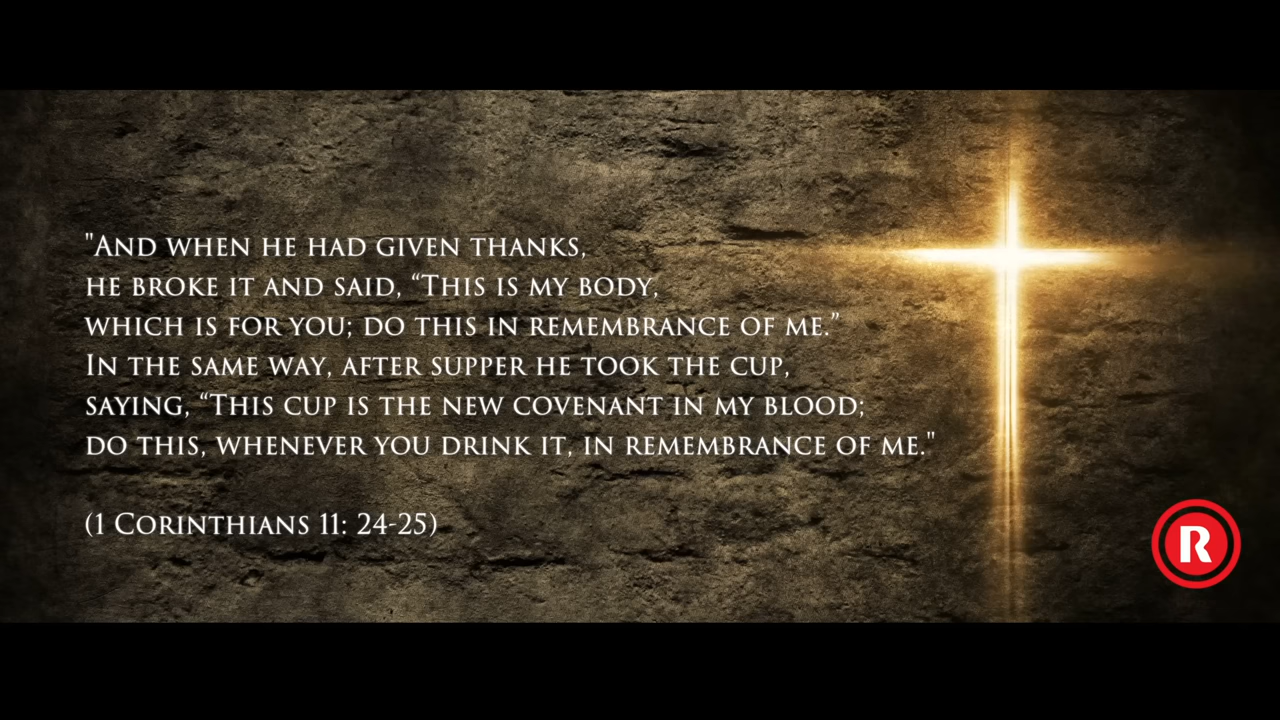 "And when he had given thanks,
he broke it and said, “This is my body,
which is for you; do this in remembrance of me.”
In the same way, after supper he took the cup,
saying, “This cup is the new covenant in my blood;
do this, whenever you drink it, in remembrance of me."
(1 Corinthians 11: 24-25)
R